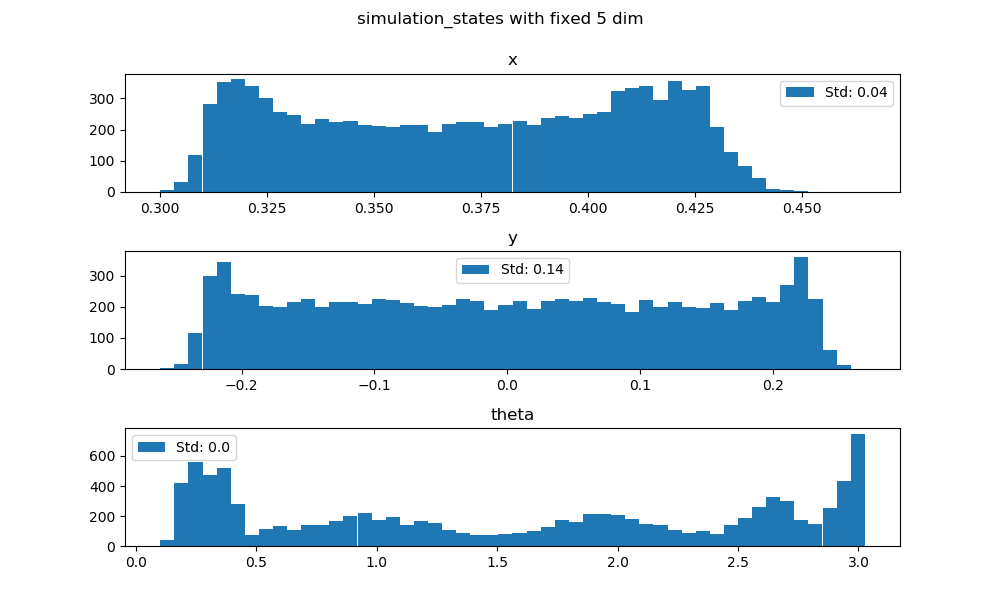 simulation_states with fixed 5 dim
x
300
200
100
0
Std: 0.04
0.300 0.325 0.350 0.375 0.400 0.425 0.450
y
300
200
100
0
Std: 0.14
−0.2 −0.1 0.0 0.1 0.2
theta
600
400
200
0
Std: 0.0
0.0 0.5 1.0 1.5 2.0 2.5 3.0